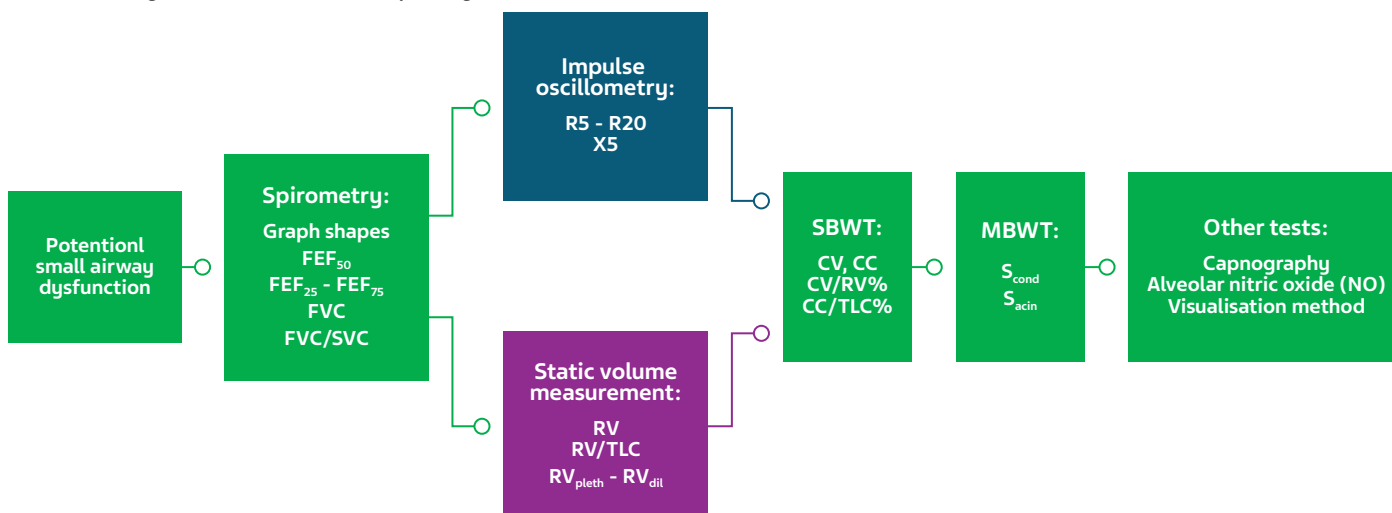 Potentionl
small airway
dysfunction
Spirometry:
Graph shapes
FEF50
FEF25 - FEF75
FVC
FVC/SVC
Impulse
oscillometry:
R5 - R20
X5
Static volume
measurement:
RV
RV/TLC
RVpleth - RVdil
SBWT:
CV, CC
CV/RV%
CC/TLC%
MBWT:
Scond
Sacin
Other tests:
Capnography
Alveolar nitric oxide (NO)
Visualisation method